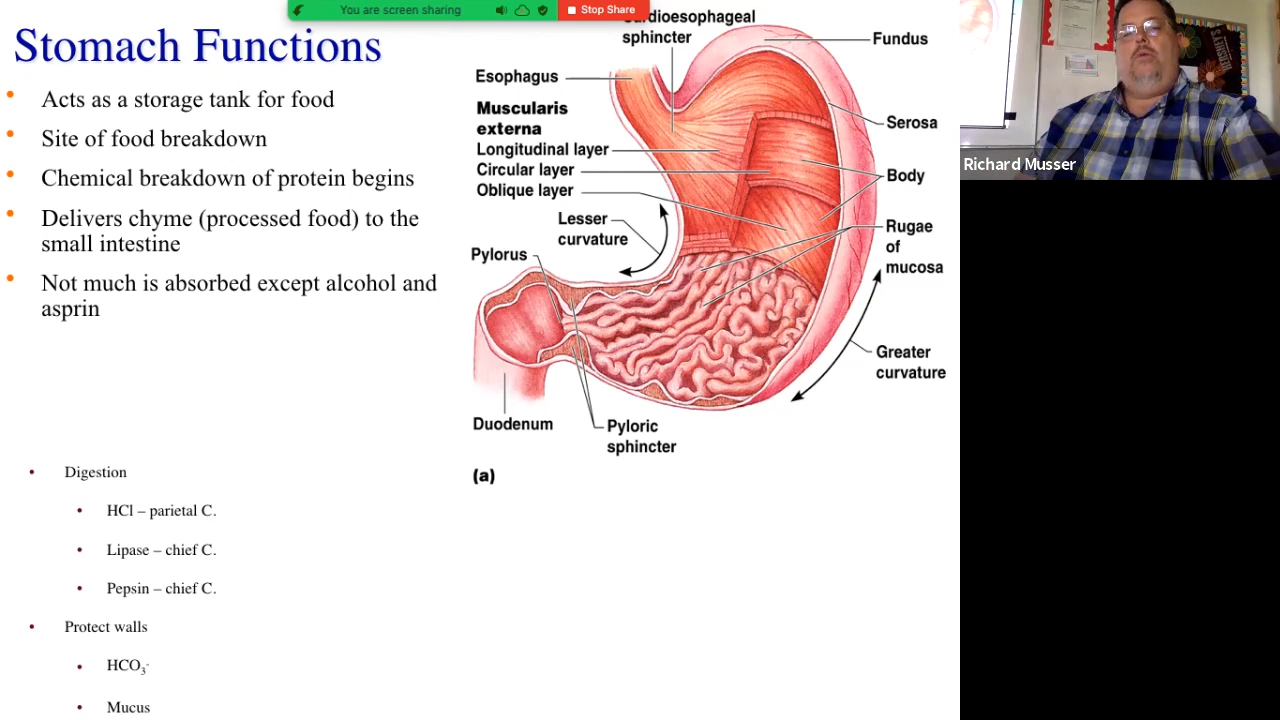 You are screen sharing
Stop Share
Stomach Functions
Acts as a storage tank for food
Site of food breakdown
Chemical breakdown of protein begins
Delivers chyme (processed food) to the
small intestine
Not much is absorbed except alcohol and
asprin
Digestion
HCl – parietal C.
Lipase – chief C.
Pepsin – chief C.
Protect walls
HCO3-
Mucus
sphincter
Fundus
Esophagus
Muscularis
externa
Longitudinal layer
Circular layer
Oblique layer
Serosa
Body
Lesser
curvature
Rugae
of
mucosa
Pylorus
Greater
curvature
Duodenum
Pyloric
sphincter
(a)
Richard Musser